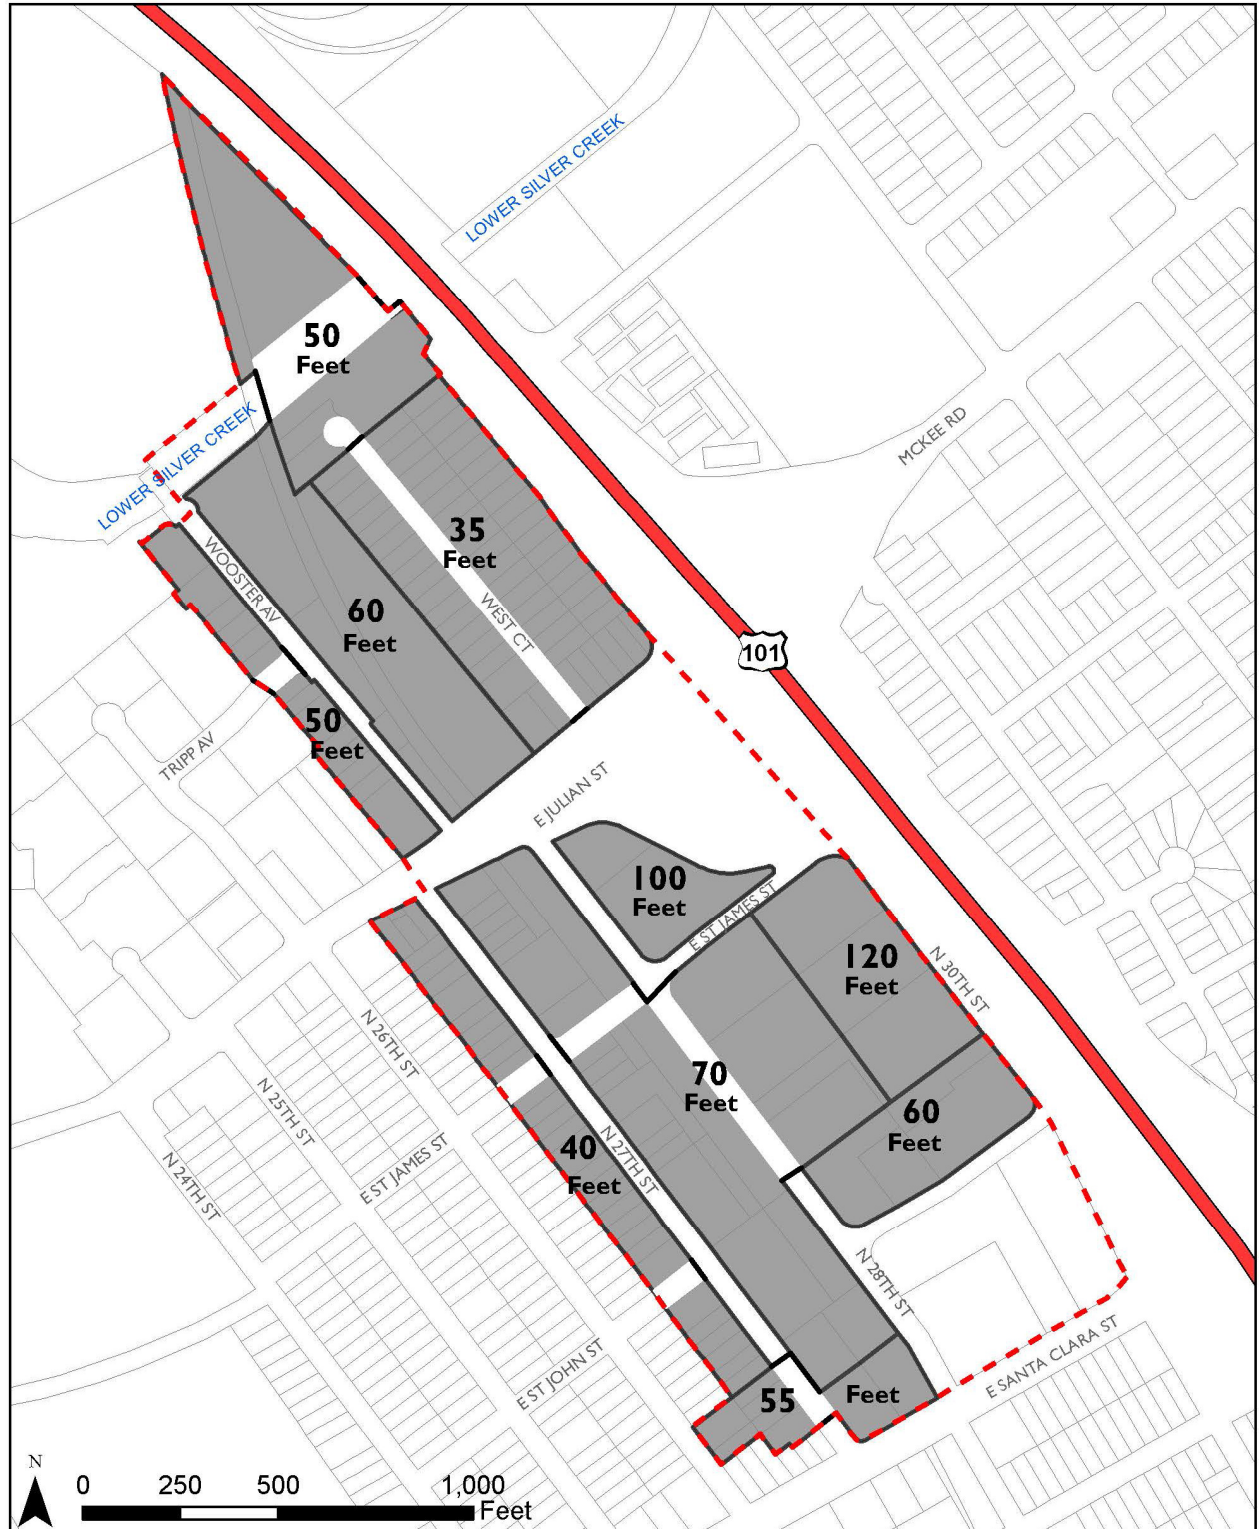 LOWER SILVER CREEK
50
Feet
LOWER SILVER CREEK
MCKEE RD
35
Feet
WOOSTER AV
WEST CT
60
Feet
101
50
Feet
TRIPP AV
E JULIAN ST
100
Feet
E ST JAMES ST
120
Feet
N 30TH ST
N 26TH ST
70
Feet
N 25TH ST
60
Feet
40
Feet
N 27TH ST
E ST JAMES ST
N 24TH ST
N 28TH ST
E ST JOHN ST
E SANTA CLARA ST
55 Feet
N
0 250 500 1,000
Feet